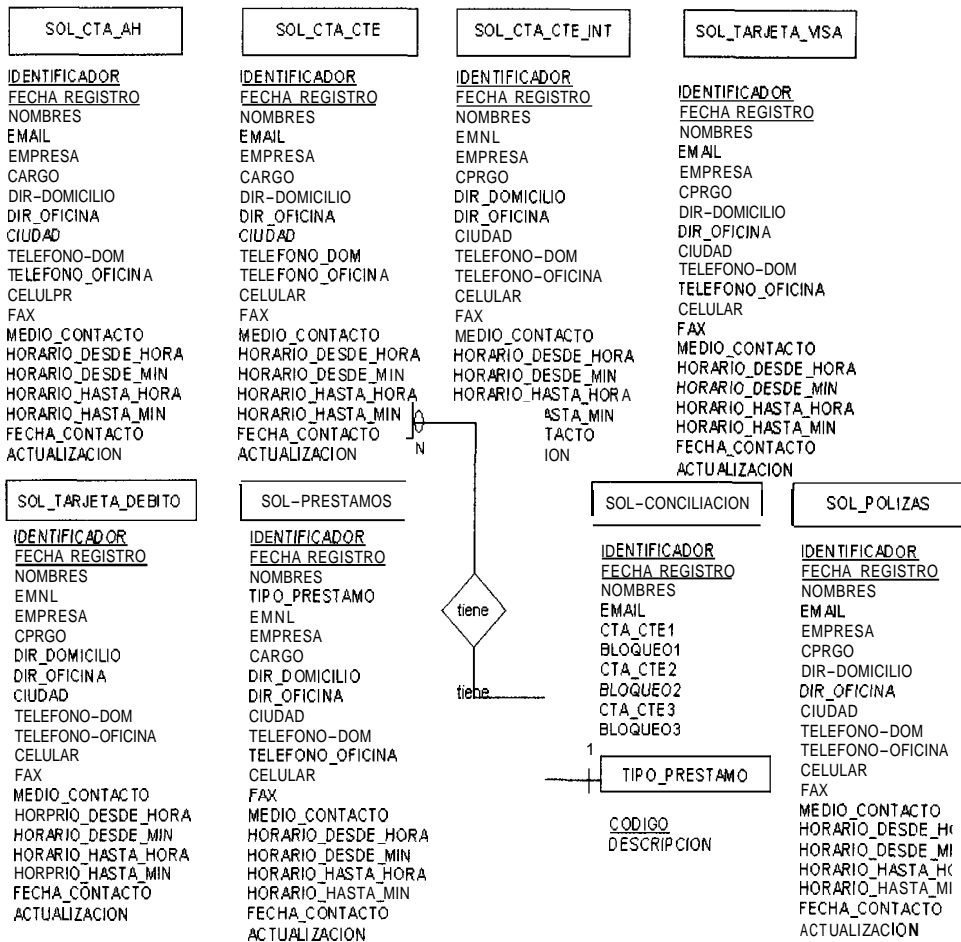 SOL_CTA_AH
IDENTIFICADOR
FECHA REGISTRO
NOMBRES
EMAIL
EMPRESA
CARGO
DIR-DOMICILIO
DIR_OFICINA
CIUDAD
TELEFONO-DOM
TELEFONO_OFICINA
CELULPR
FAX
MEDIO_CONTACTO
HORARIO_DESDE_HORA
HORARIO_DESDE_MIN
HORARIO_HASTA_HORA
HORARIO_HASTA_MIN
FECHA_CONTACTO
ACTUALIZACION
SOL_CTA_CTE
IDENTIFICADOR
FECHA REGISTRO
NOMBRES
EMAIL
EMPRESA
CARGO
DIR-DOMICILIO
DIR_OFICINA
CIUDAD
TELEFONO_DOM
TELEFONO_OFICINA
CELULAR
FAX
MEDIO_CONTACTO
HORARIO_DESDE_HORA
HORARIO_DESDE_MIN
HORARIO_HASTA_HORA
HORARIO_HASTA_MIN
FECHA_CONTACTO
ACTUALIZACION
N
SOL_CTA_CTE_INT
IDENTIFICADOR
FECHA REGISTRO
NOMBRES
EMNL
EMPRESA
CPRGO
DIR_DOMICILIO
DIR_OFICINA
CIUDAD
TELEFONO-DOM
TELEFONO-OFICINA
CELULAR
FAX
MEDIO_CONTACTO
HORARIO_DESDE_HORA
HORARIO_DESDE_MIN
HORARIO_HASTA_HORA
ASTA_MIN
TACTO
ION
SOL_TARJETA_VISA
IDENTIFICADOR
FECHA REGISTRO
NOMBRES
EMAIL
EMPRESA
CPRGO
DIR-DOMICILIO
DIR_OFICINA
CIUDAD
TELEFONO-DOM
TELEFONO_OFICINA
CELULAR
FAX
MEDIO_CONTACTO
HORARIO_DESDE_HORA
HORARIO_DESDE_MIN
HORARIO_HASTA_HORA
HORARIO_HASTA_MIN
FECHA_CONTACTO
ACTUALIZACION
SOL_TARJETA_DEBITO
IDENTIFICADOR
FECHA REGISTRO
NOMBRES
EMNL
EMPRESA
CPRGO
DIR_DOMICILIO
DIR_OFICINA
CIUDAD
TELEFONO-DOM
TELEFONO-OFICINA
CELULAR
FAX
MEDIO_CONTACTO
HORPRIO_DESDE_HORA
HORARIO_DESDE_MIN
HORARIO_HASTA_HORA
HORPRIO_HASTA_MIN
FECHA_CONTACTO
ACTUALIZACION
SOL-PRESTAMOS
IDENTIFICADOR
FECHA REGISTRO
NOMBRES
TIPO_PRESTAMO
EMNL
EMPRESA
CARGO
DIR_DOMICILIO
DIR_OFICINA
CIUDAD
TELEFONO-DOM
TELEFONO_OFICINA
CELULAR
FAX
MEDIO_CONTACTO
HORARIO_DESDE_HORA
HORARIO_DESDE_MIN
HORARIO_HASTA_HORA
HORARIO_HASTA_MIN
FECHA_CONTACTO
ACTUALIZACION
tiene
tiene
SOL-CONCILIACION
IDENTIFICADOR
FECHA REGISTRO
NOMBRES
EMAIL
CTA_CTE1
BLOQUEO1
CTA_CTE2
BLOQUEO2
CTA_CTE3
BLOQUEO3
1
TIPO_PRESTAMO
CODIGO
DESCRIPCION
SOL_POLIZAS
IDENTIFICADOR
FECHA REGISTRO
NOMBRES
EMAIL
EMPRESA
CPRGO
DIR-DOMICILIO
DIR_OFICINA
CIUDAD
TELEFONO-DOM
TELEFONO-OFICINA
CELULAR
FAX
MEDIO_CONTACTO
HORARIO_DESDE_H
HORARIO_DESDE_MI
HORARIO_HASTA_H
HORARIO_HASTA_MI
FECHA_CONTACTO
ACTUALIZACION